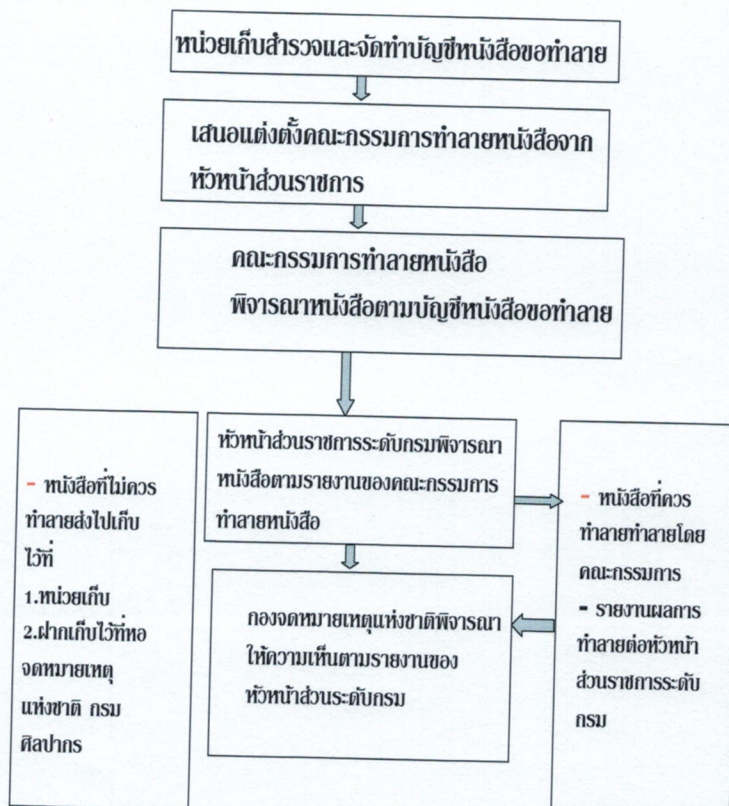 หน่วยเก็บสำรวจและจัดทำบัญชีหนังสือขอทำลาย
เสนอแต่งตั้งคณะกรรมการทำลายหนังสือจาก
หัวหน้าส่วนราชการ
คณะกรรมการทำลายหนังสือ
พิจารณาหนังสือตามบัญชีหนังสือขอทำลาย
หัวหน้าส่วนราชการระดับกรมพิจารณา
หนังสือตามรายงานของคณะกรรมการ
ทำลายหนังสือ
- หนังสือที่ไม่ควร
ทำลายส่งไปเก็บ
ไว้ที่
1.หน่วยเก็บ
2.ฝากเก็บไว้ที่หอ
จดหมายเหตุ
แห่งชาติ กรม
ศิลปากร
- หนังสือที่ควร
ทำลายทำลายโดย
คณะกรรมการ
- รายงานผลการ
ทำลายต่อหัวหน้า
ส่วนราชการระดับ
กรม
กองจดหมายเหตุแห่งชาติพิจารณา
ให้ความเห็นตามรายงานของ
หัวหน้าส่วนระดับกรม